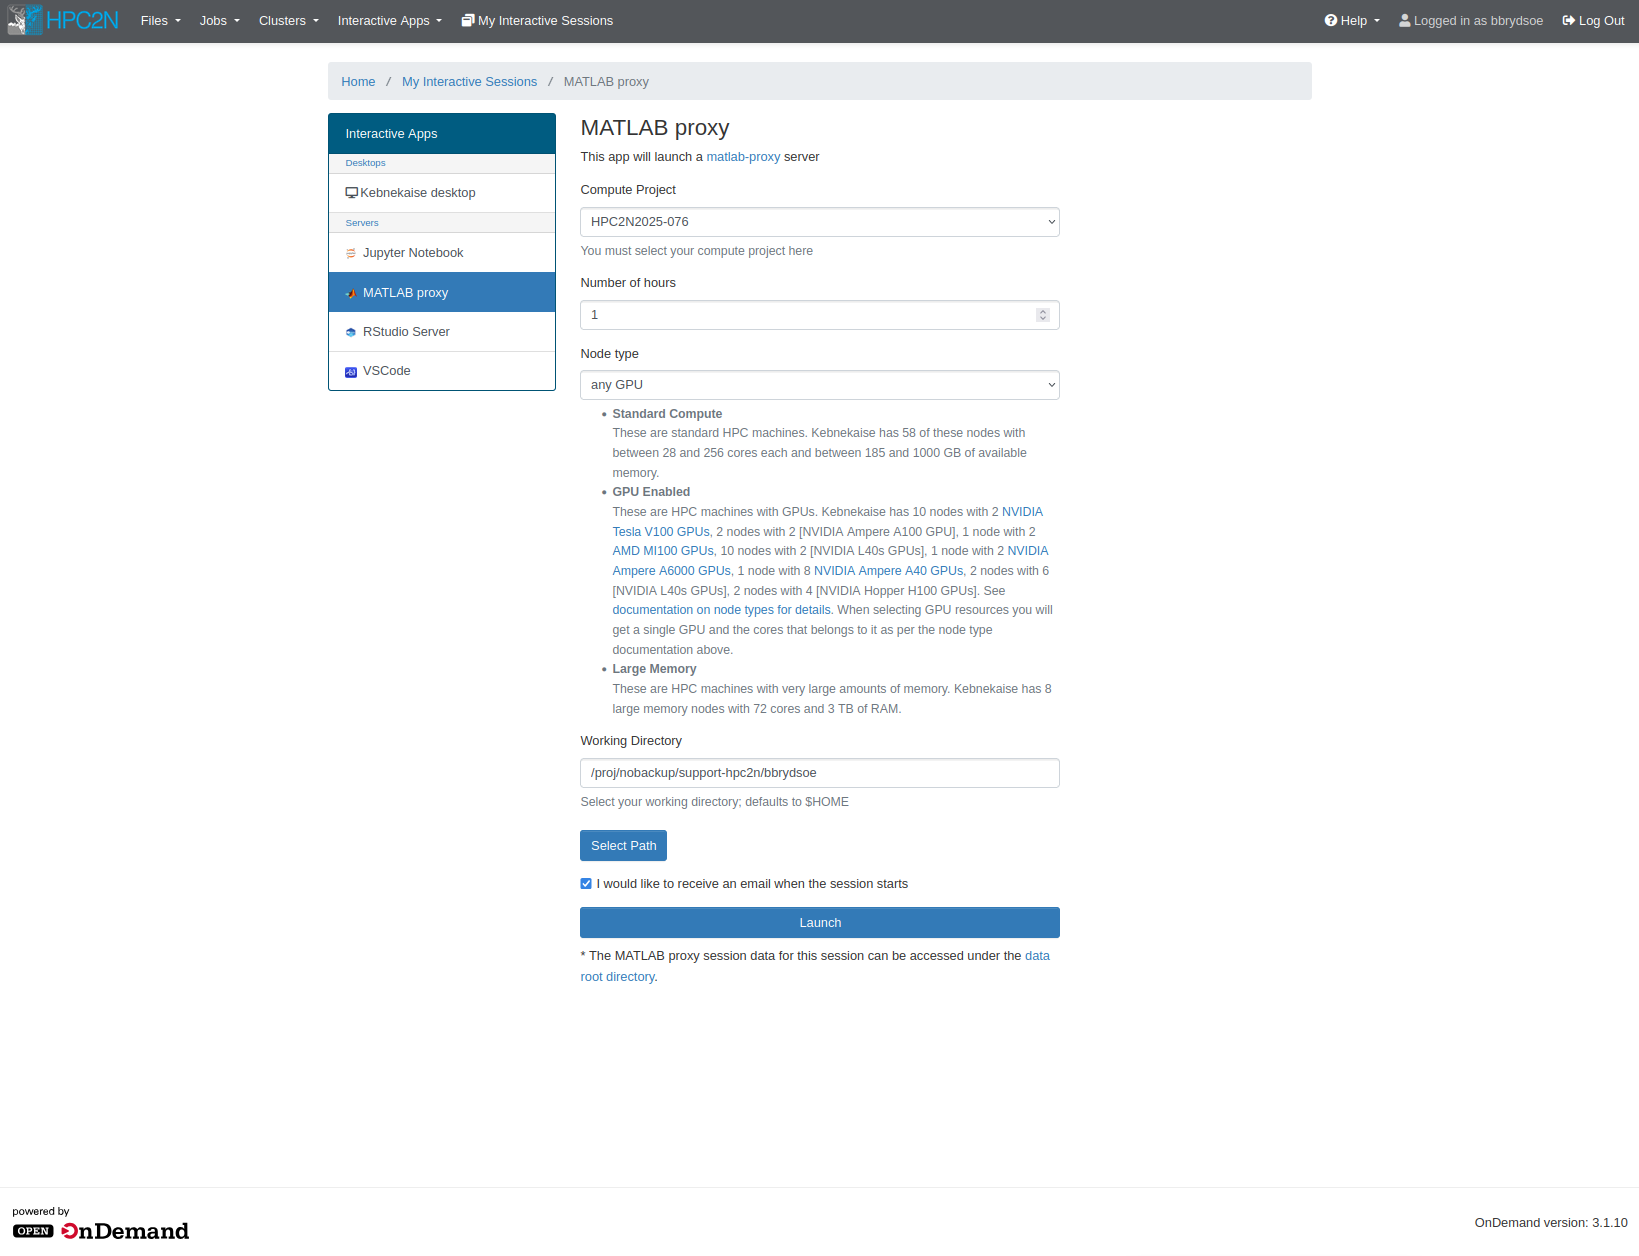 HPC2N Files Jobs Clusters Interactive Apps My Interactive Sessions Help Logged in as bbrydsoe Log Out
Home / My Interactive Sessions / MATLAB proxy
Interactive Apps
Desktops
Kebnekaise desktop
Servers
Jupyter Notebook
MATLAB proxy
RStudio Server
VSCode
MATLAB proxy
This app will launch a matlab-proxy server
Compute Project
HPC2N2025-076
You must select your compute project here
Number of hours
1
Node type
any GPU
• Standard Compute
These are standard HPC machines. Kebnekaise has 58 of these nodes with
between 28 and 256 cores each and between 185 and 1000 GB of available
memory.
• GPU Enabled
These are HPC machines with GPUs. Kebnekaise has 10 nodes with 2 NVIDIA
Tesla V100 GPUs, 2 nodes with 2 [NVIDIA Ampere A100 GPU], 1 node with 2
AMD MI100 GPUs, 10 nodes with 2 [NVIDIA L40s GPUs], 1 node with 2 NVIDIA
Ampere A6000 GPUs, 1 node with 8 NVIDIA Ampere A40 GPUs, 2 nodes with 6
[NVIDIA L40s GPUs], 2 nodes with 4 [NVIDIA Hopper H100 GPUs]. See
documentation on node types for details. When selecting GPU resources you will
get a single GPU and the cores that belongs to it as per the node type
documentation above.
• Large Memory
These are HPC machines with very large amounts of memory. Kebnekaise has 8
large memory nodes with 72 cores and 3 TB of RAM.
Working Directory
/proj/nobackup/support-hpc2n/bbrydsoe
Select your working directory; defaults to $HOME
Select Path
I would like to receive an email when the session starts
Launch
* The MATLAB proxy session data for this session can be accessed under the data
root directory.
powered by
OPEN OnDemand
OnDemand version: 3.1.10